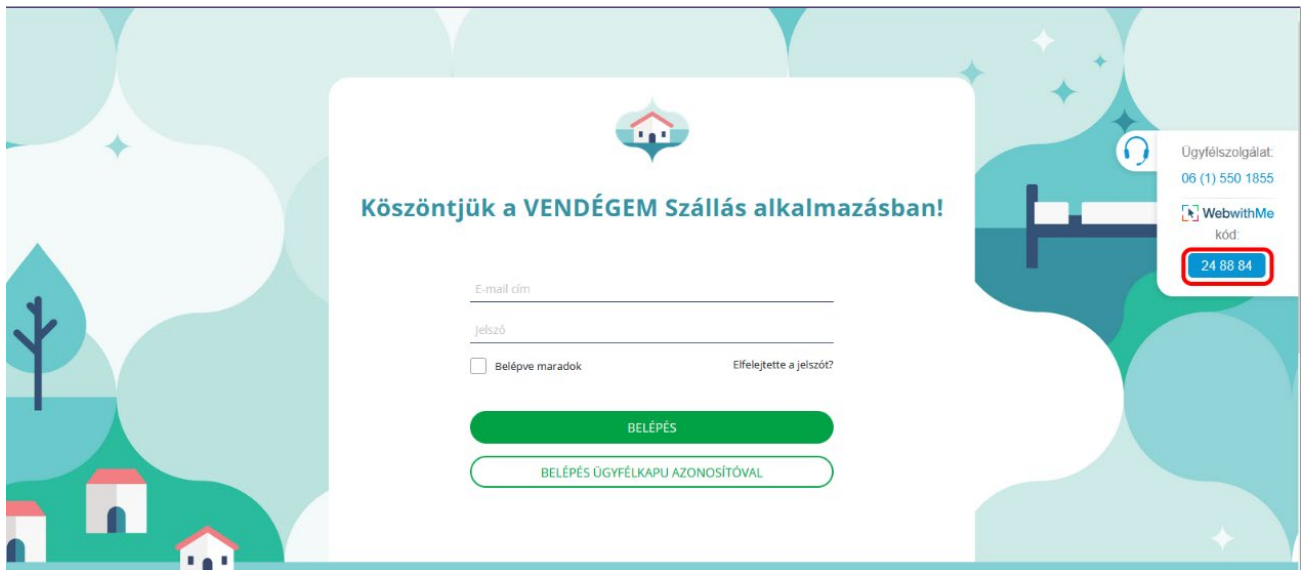 Köszöntjük a VENDÉGEM Szállás alkalmazásban!
E-mail cím
Jelszó
Belépve maradok
Elfelejtette a jelszót?
BELÉPÉS
BELÉPÉS ÜGYFÉLKAPU AZONOSÍTÓVAL
Ügyfélszolgálat:
06 (1) 550 1855
WebwithMe
kód:
24 88 84